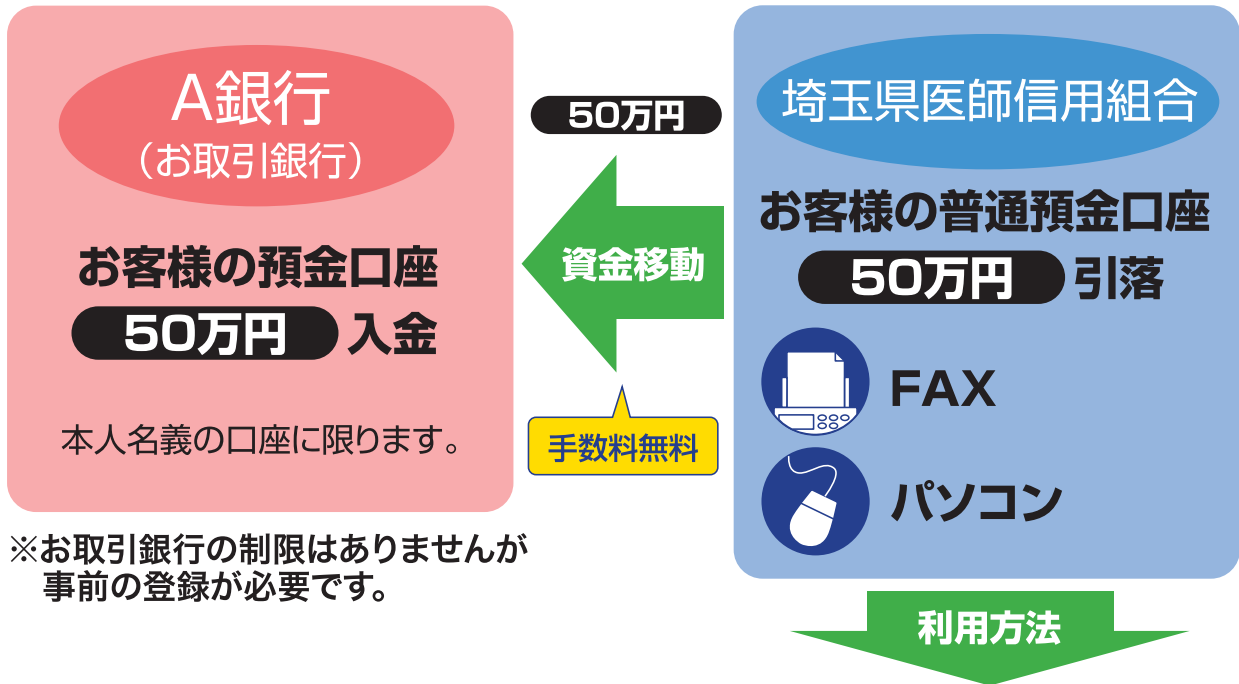 A銀行
（お取引銀行）
お客様の預金口座
50万円 入金
本人名義の口座に限ります。
※お取引銀行の制限はありませんが
事前の登録が必要です。
50万円
資金移動
手数料無料
埼玉県医師信用組合
お客様の普通預金口座
50万円 引落
FAX
パソコン
利用方法